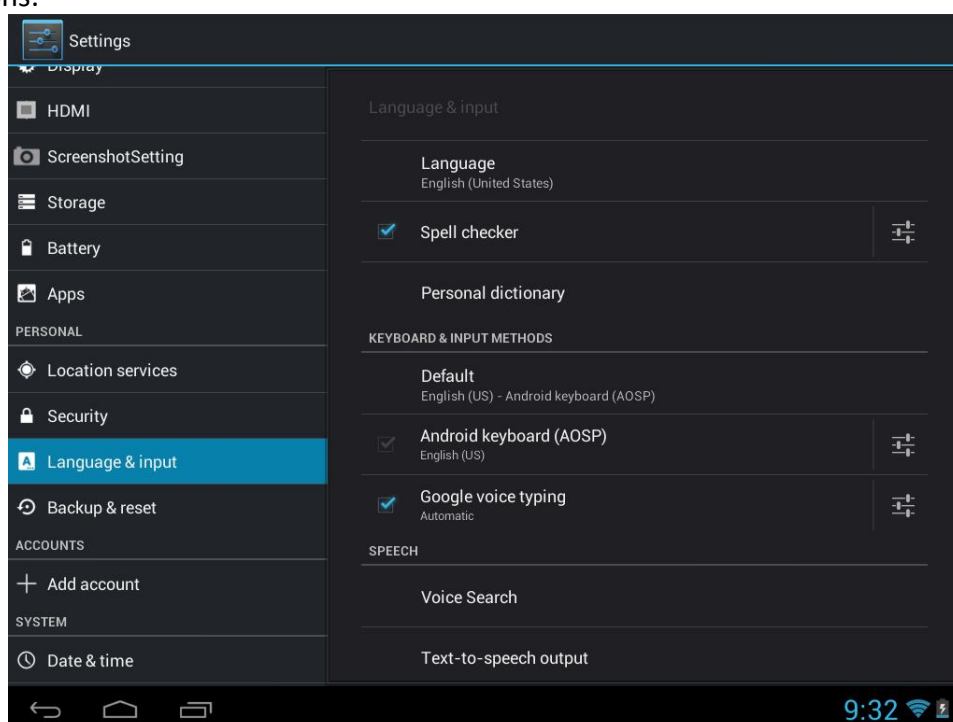 ons.
Settings
Display
HDMI
ScreenshotSetting
Storage
Battery
Apps
PERSONAL
Location services
Security
Language & input
Backup & reset
ACCOUNTS
Add account
SYSTEM
Date & time
Language & input
Language
English (United States)
Spell checker
Personal dictionary
KEYBOARD & INPUT METHODS
Default
English (US) - Android keyboard (AOSP)
Android keyboard (AOSP)
English (US)
Google voice typing
Automatic
SPEECH
Voice Search
Text-to-speech output
9:32